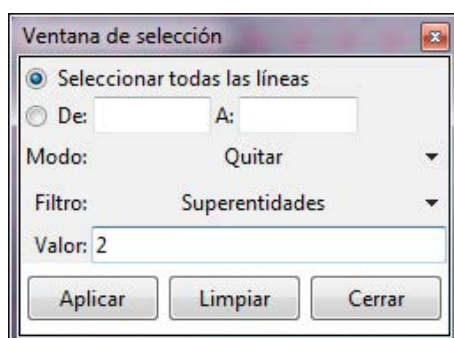 Ventana de selección
Seleccionar todas las líneas
De: A:
Modo: Quitar
Filtro: Superentidades
Valor: 2
Aplicar Limpiar Cerrar